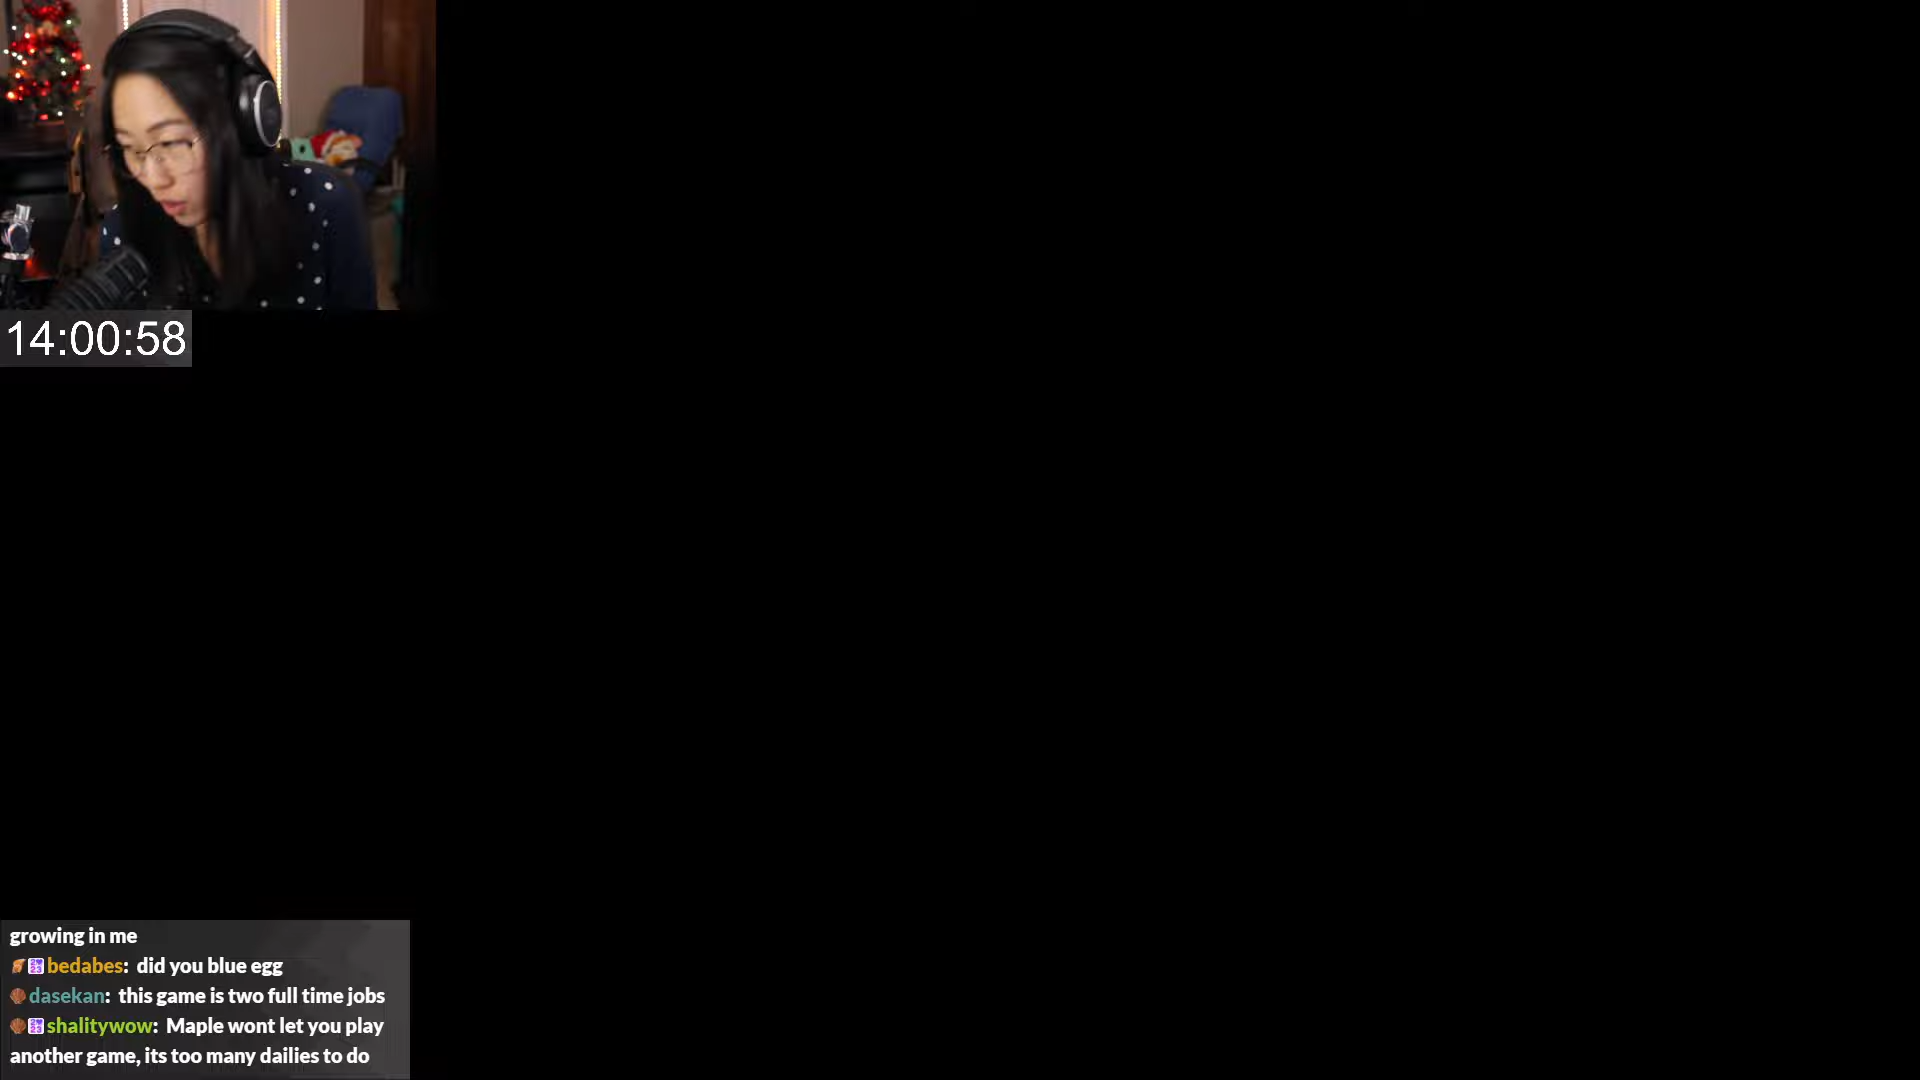 14:00:58
growing in me
bedabes: did you blue egg
dasekan: this game is two full time jobs
shalitywow: Maple wont let you play
another game, its too many dailies to do